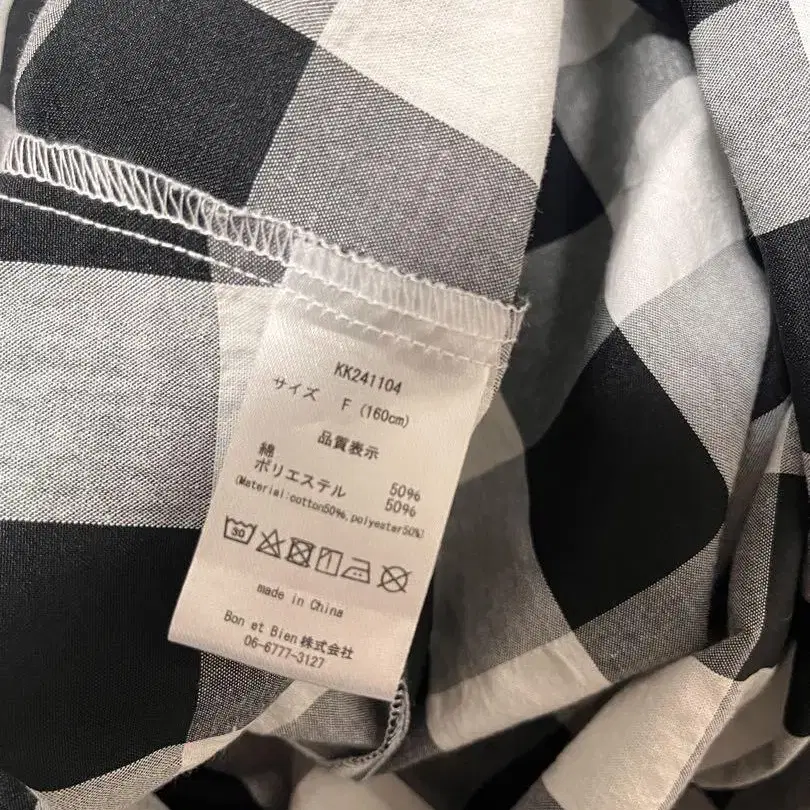 KK241104
サイズ F (160cm)
品質表示
綿 50%
ポリエステル 50%
(Material:cotton50%,polyester50%)
30
made in China
Bon et Bien株式会社
06-6777-3127